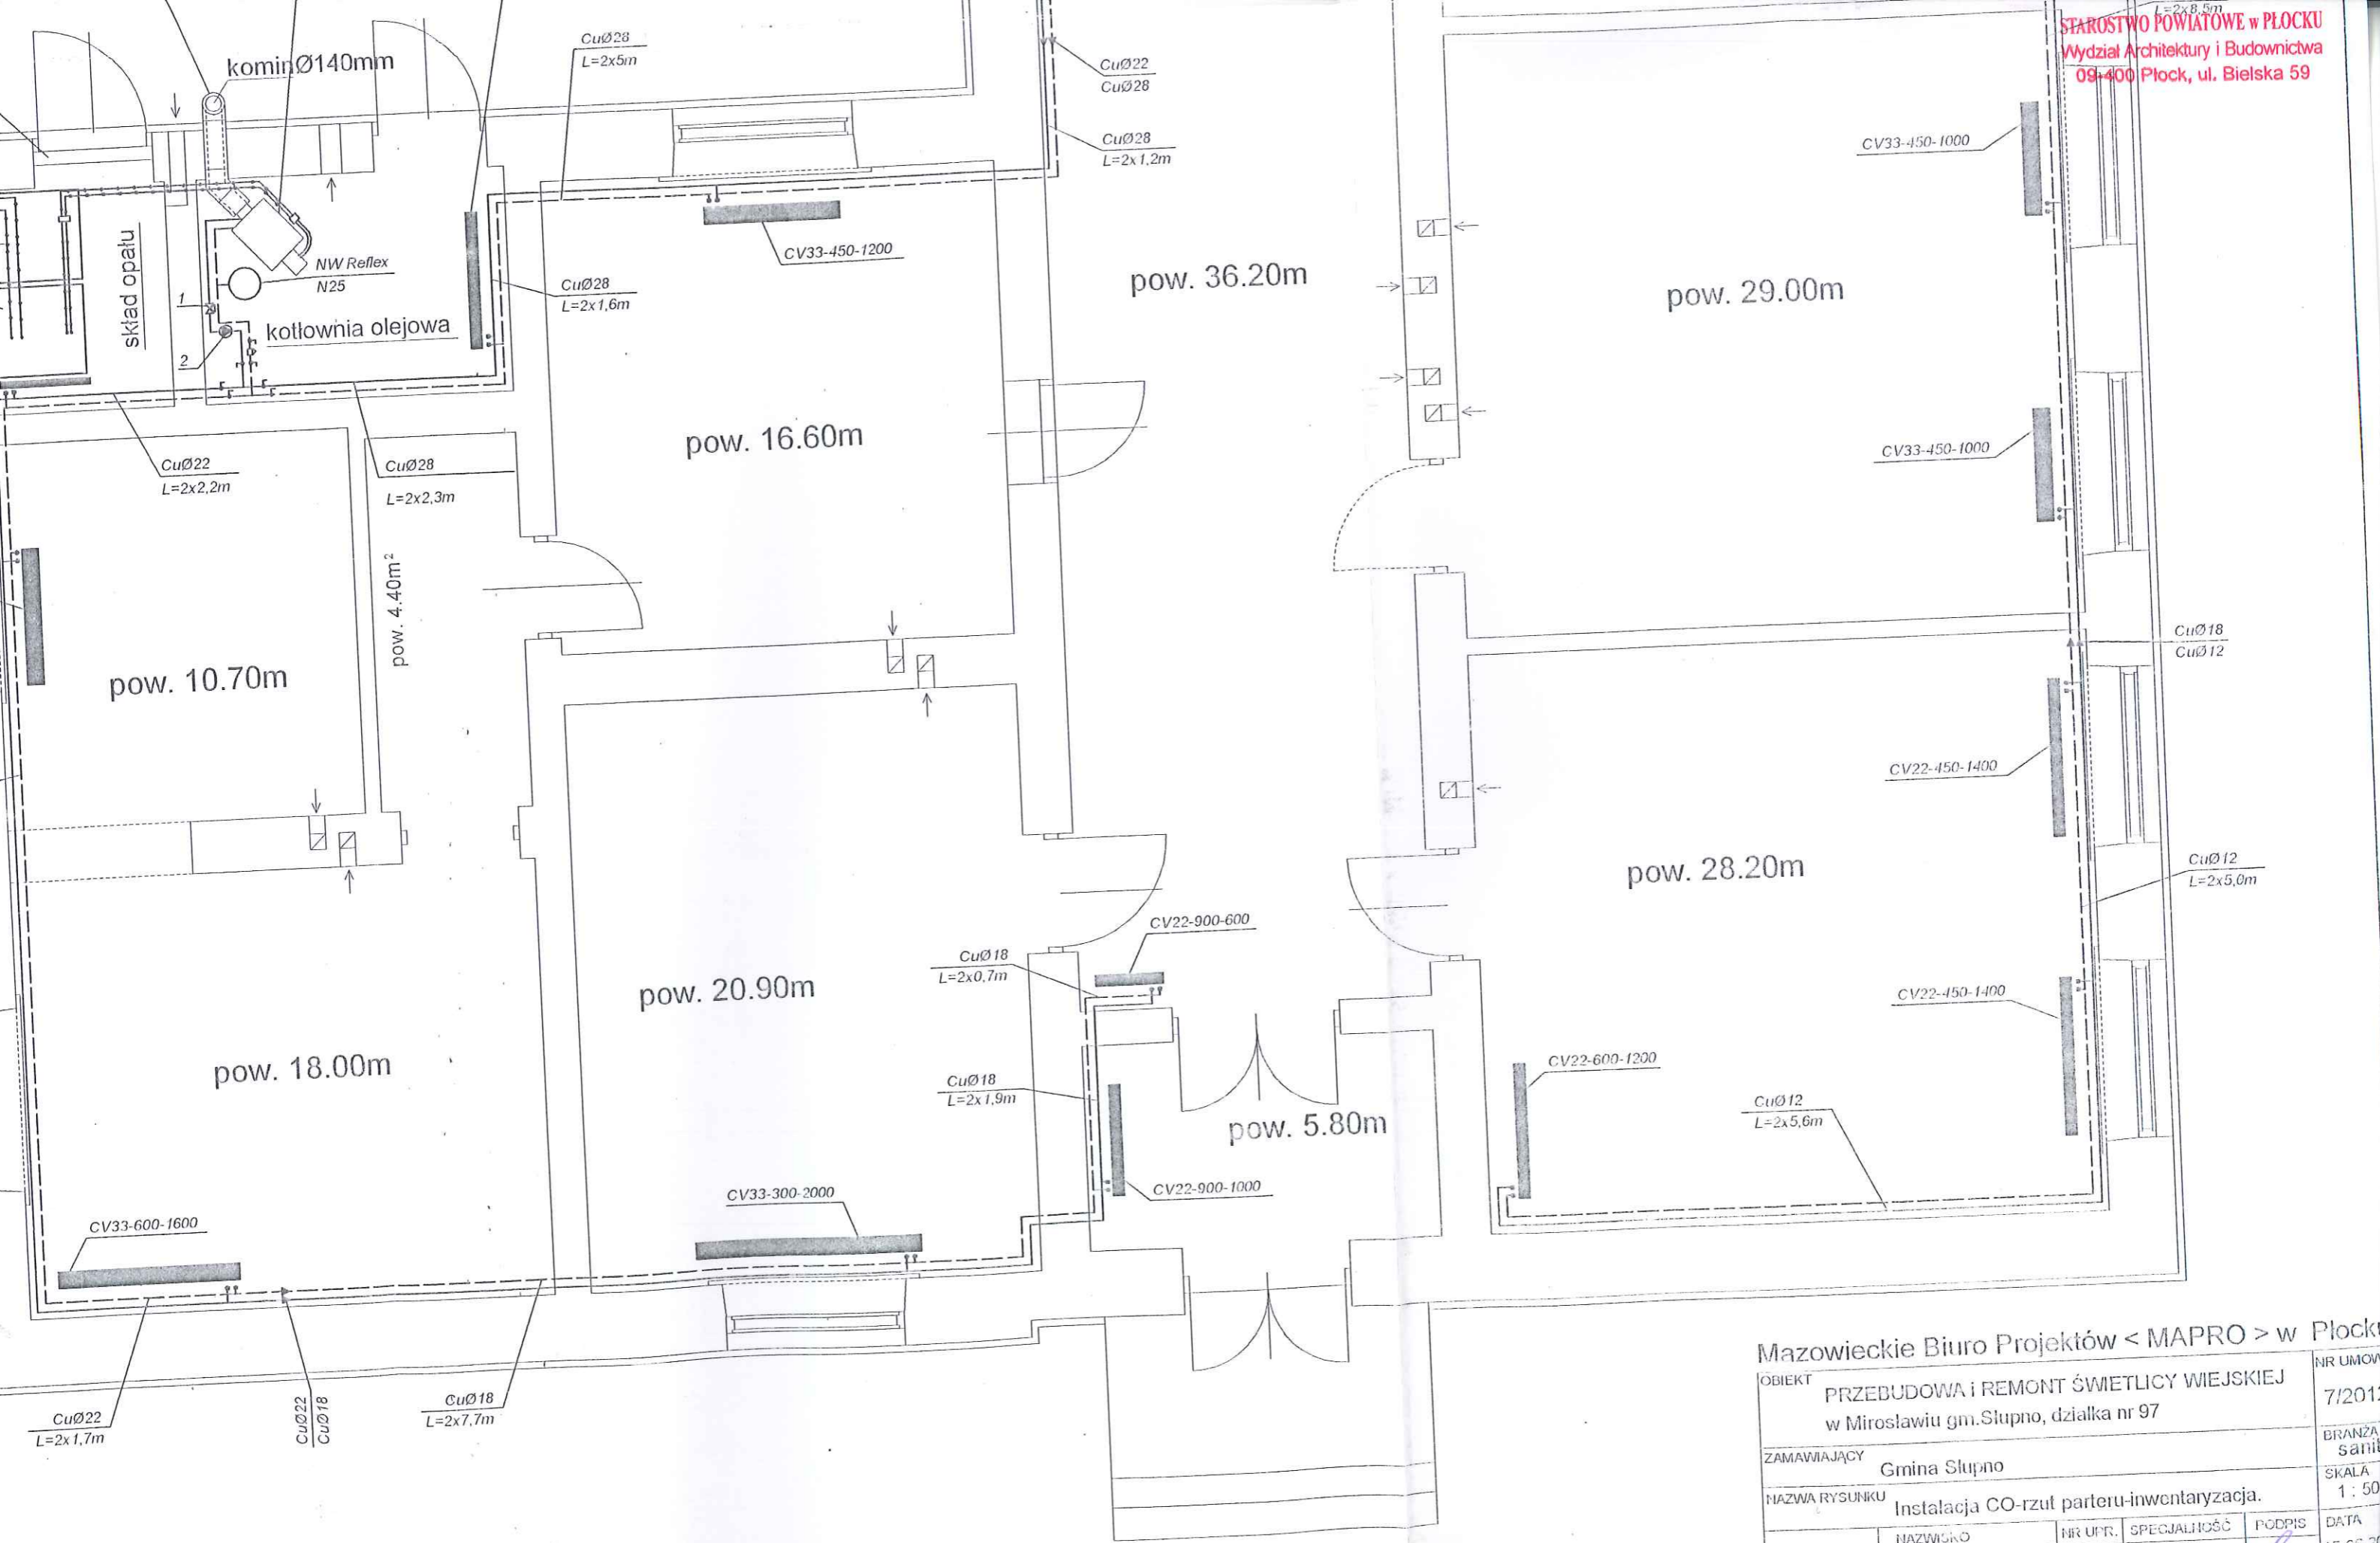 L=2x8,5m
STAROSTWO POWIATOWE w PŁOCKU
Wydział Architektury i Budownictwa
09-400 Płock, ul. Bielska 59
kominØ140mm
CuØ28
L=2x5m
CuØ22
CuØ28
CuØ28
L=2x1,2m
CV33-450-1000
skład opału
NW Reflex
N25
1
2
kotłownia olejowa
CuØ28
L=2x1,6m
CV33-450-1200
pow. 36.20m
pow. 29.00m
CuØ22
L=2x2,2m
CuØ28
L=2x2,3m
pow. 16.60m
CV33-450-1000
pow. 4.40m²
pow. 10.70m
CuØ18
CuØ12
CV22-450-1400
CuØ12
L=2x5,0m
pow. 28.20m
CV22-900-600
CuØ18
L=2x0,7m
pow. 20.90m
CV22-450-1400
pow. 18.00m
CuØ18
L=2x1,9m
pow. 5.80m
CV22-600-1200
CuØ12
L=2x5,6m
CV22-900-1000
CV33-300-2000
CV33-600-1600
CuØ22
L=2x1,7m
CuØ22
CuØ18
CuØ18
L=2x7,7m
Mazowieckie Biuro Projektów < MAPRO > w
OBIEKT
PRZEBUDOWA i REMONT ŚWIETLICY WIEJSKIEJ
w Mirosławiu gm.Słupno, działka nr 97
NR
ZAMAWIAJĄCY
Gmina Słupno
BRANŻA
SKALA
1 : 50
NAZWA RYSUNKU
Instalacja CO-rzut parteru-inwentaryzacja.
NAZWISKO
NR UPR.
SPECJALNOŚĆ
PODPIS
DATA